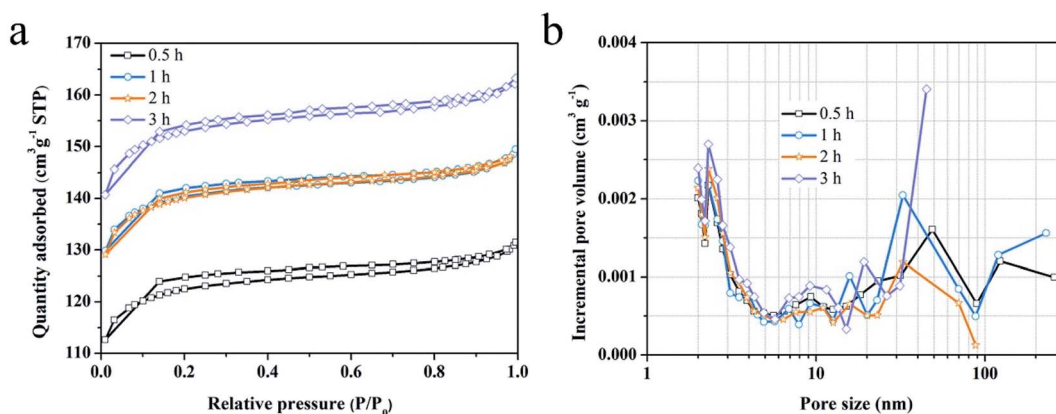 a
170
160
150
140
130
120
110
0.0 0.2 0.4 0.6 0.8 1.0
Quantity adsorbed (cm³g⁻¹ STP)
Relative pressure (P/P₀)
0.5 h
1 h
2 h
3 h
b
0.004
0.003
0.002
0.001
0.000
1 10 100
Incremental pore volume (cm³ g⁻¹)
Pore size (nm)
0.5 h
1 h
2 h
3 h